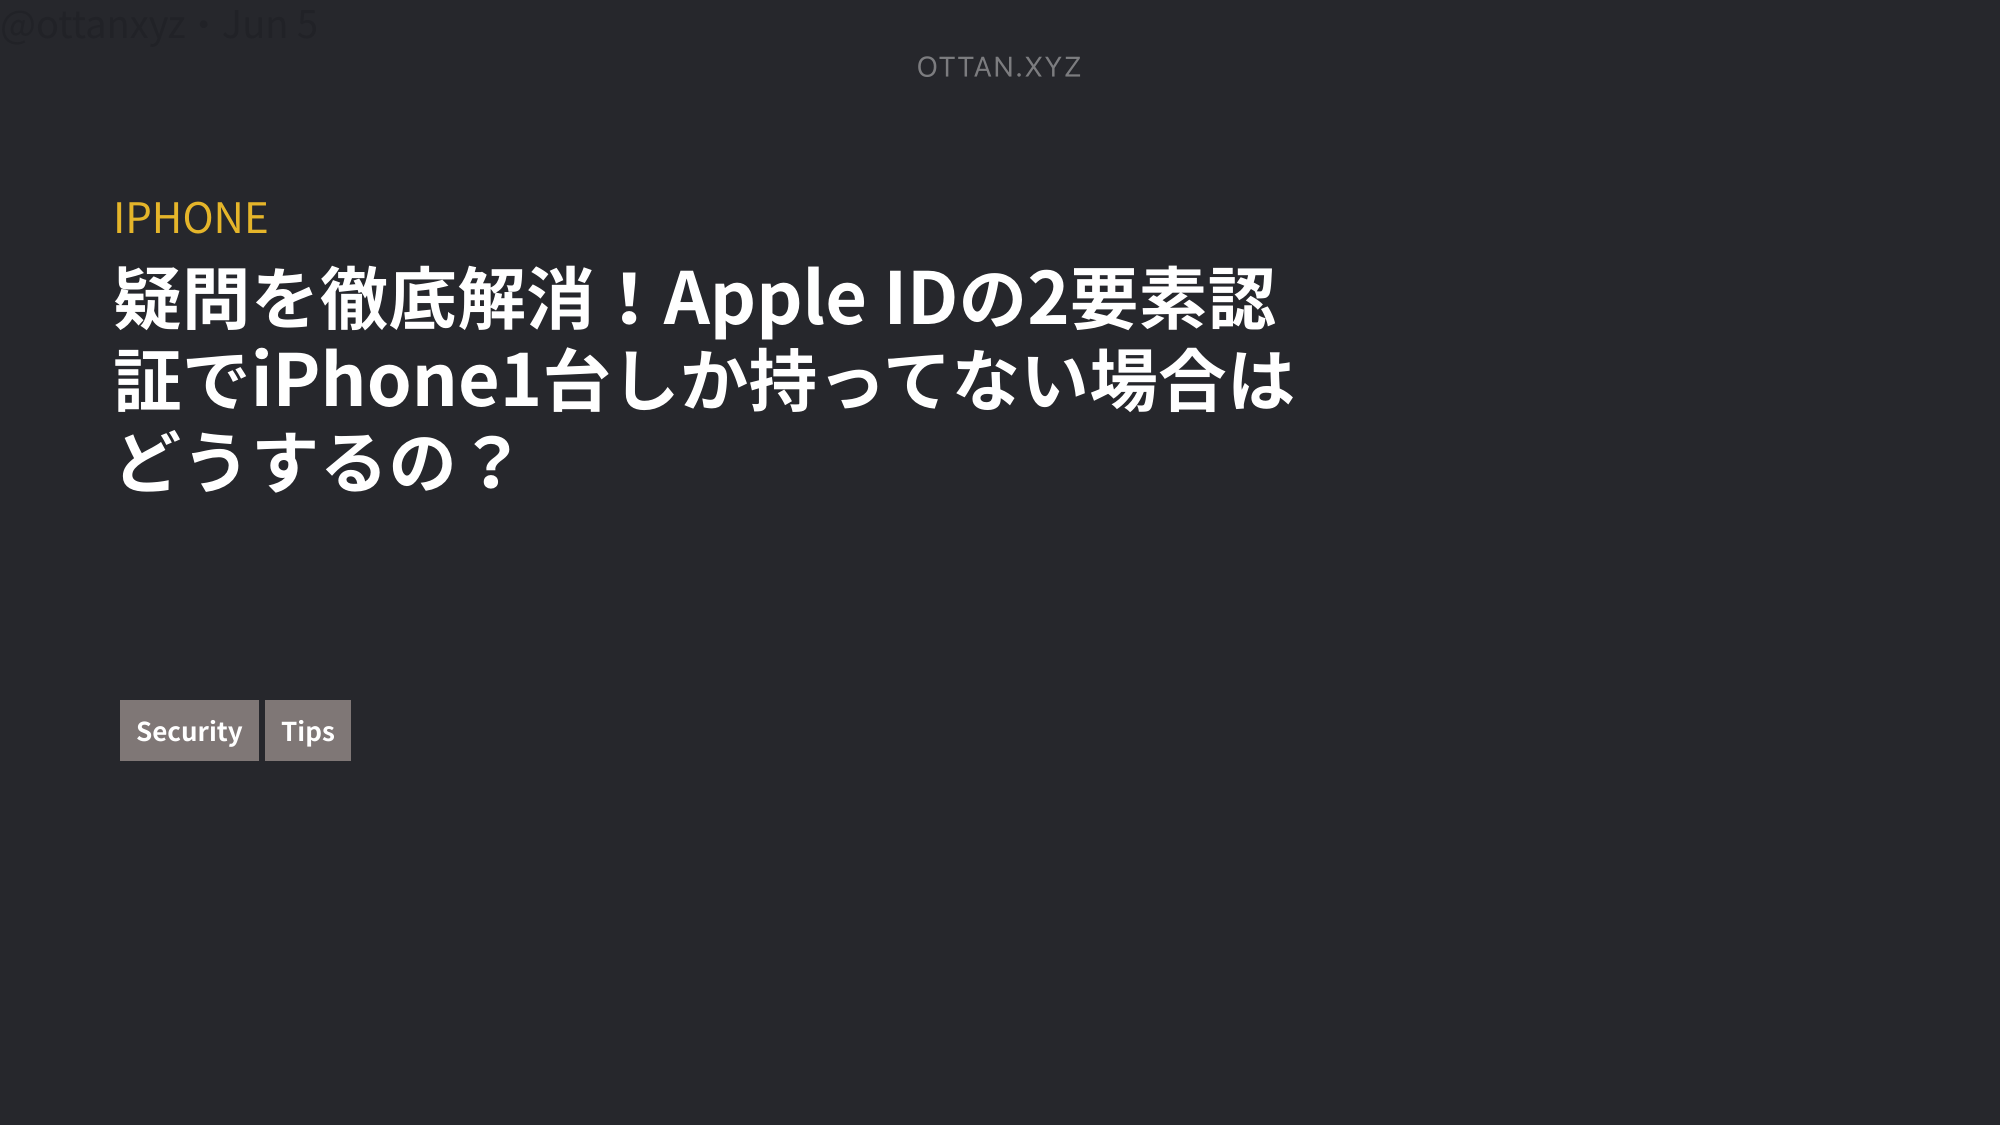 @ottanxyz・Jun 5
OTTAN.XYZ
IPHONE
疑問を徹底解消！Apple IDの2要素認
証でiPhone1台しか持ってない場合は
どうするの？
Security Tips